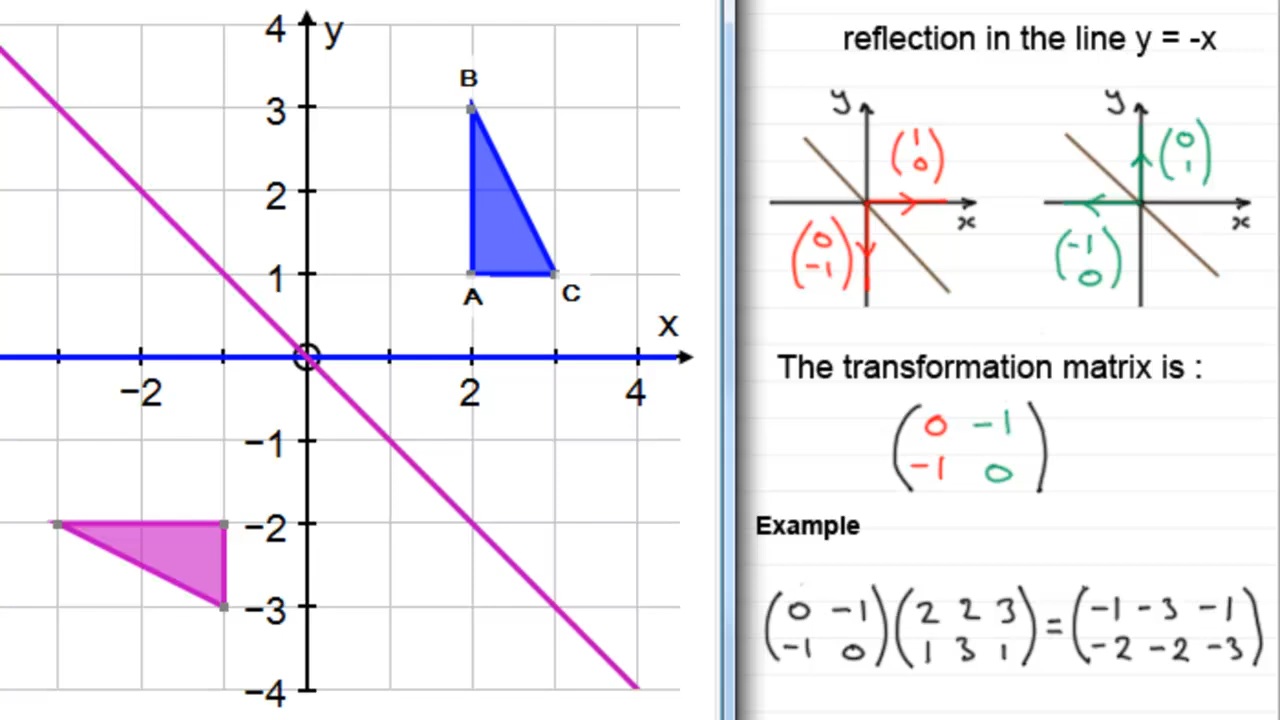 4 y
B
3
2
1
A C
x
−2 2 4
−1
−2
−3
−4
reflection in the line y = -x
y (1 0) x (0 -1)
y (0 1) x (-1 0)
The transformation matrix is :
( 0 -1
-1 0 )
Example
( 0 -1 ) ( 2 2 3 ) = ( -1 -3 -1 )
( -1 0 ) ( 1 3 1 ) ( -2 -2 -3 )